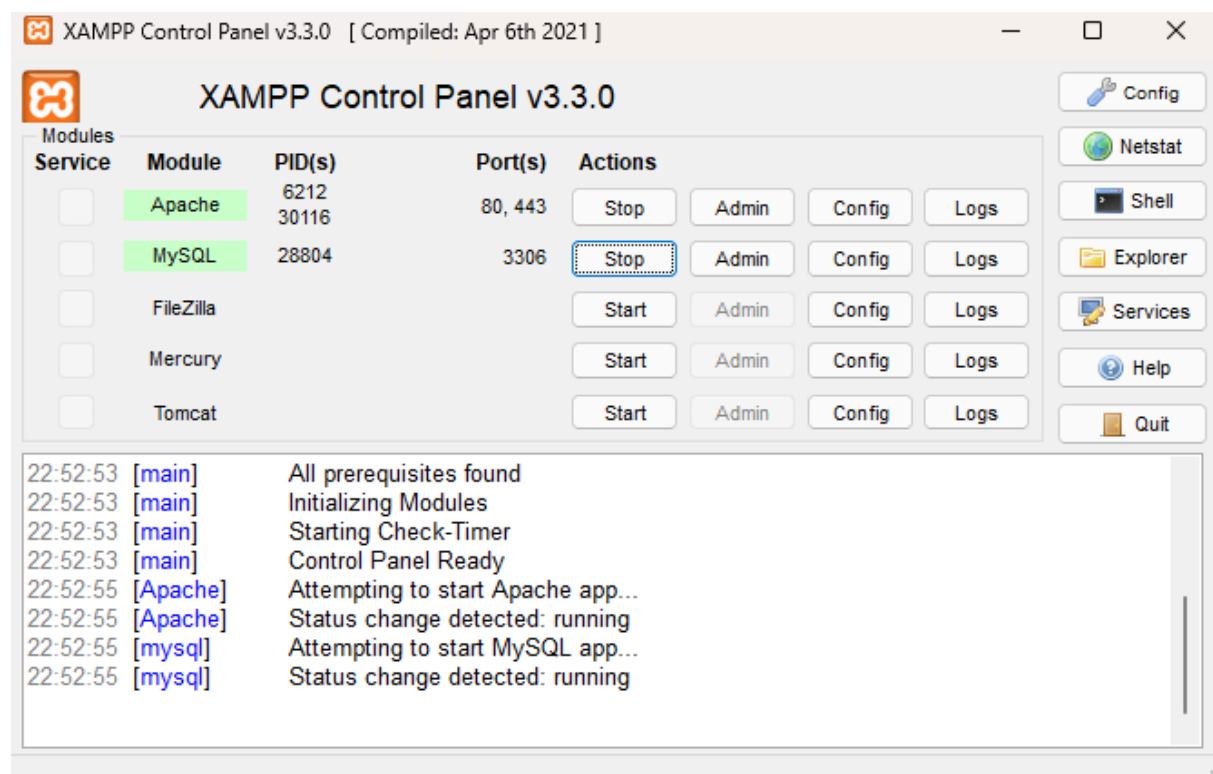 XAMPP Control Panel v3.3.0 [ Compiled: Apr 6th 2021 ]
XAMPP Control Panel v3.3.0
Config
Modules
Service Module PID(s) Port(s) Actions
Netstat
Apache 6212 30116 80, 443 Stop Admin Config Logs
Shell
MySQL 28804 3306 Stop Admin Config Logs
Explorer
FileZilla Start Admin Config Logs
Services
Mercury Start Admin Config Logs
Help
Tomcat Start Admin Config Logs
Quit
22:52:53 [main] All prerequisites found
22:52:53 [main] Initializing Modules
22:52:53 [main] Starting Check-Timer
22:52:53 [main] Control Panel Ready
22:52:55 [Apache] Attempting to start Apache app...
22:52:55 [Apache] Status change detected: running
22:52:55 [mysql] Attempting to start MySQL app...
22:52:55 [mysql] Status change detected: running